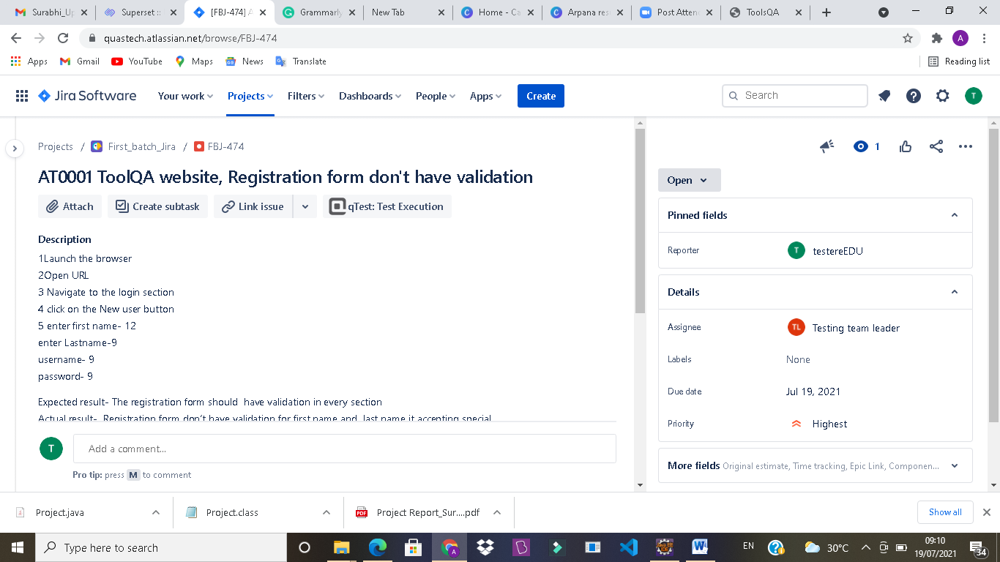 Surabhi_Up
Superset ::
[FBJ-474] A
Grammarly
New Tab
Home - Ca
Arpana res
Post Atten
ToolsQA
quastech.atlassian.net/browse/FBJ-474
A
Apps
Gmail
YouTube
Maps
News
Translate
Reading list
Jira Software
Your work
Projects
Filters
Dashboards
People
Apps
Create
Search
T
Projects / First_batch_Jira / FBJ-474
1
AT0001 ToolQA website, Registration form don't have validation
Attach
Create subtask
Link issue
qTest: Test Execution
Open
Description
1Launch the browser
2Open URL
3 Navigate to the login section
4 click on the New user button
5 enter first name- 12
enter Lastname-9
username- 9
password- 9
Expected result- The registration form should  have validation in every section
Actual result-  Registration form don't have validation for first name and  last name it accepting special
T
Add a comment...
Pro tip: press M to comment
Pinned fields
Reporter
T testereEDU
Details
Assignee
TL Testing team leader
Labels
None
Due date
Jul 19, 2021
Priority
Highest
More fields Original estimate, Time tracking, Epic Link, Componen...
Project.java
Project.class
PDF Project Report_Sur....pdf
Show all
Type here to search
EN
30°C
09:10
19/07/2021
34